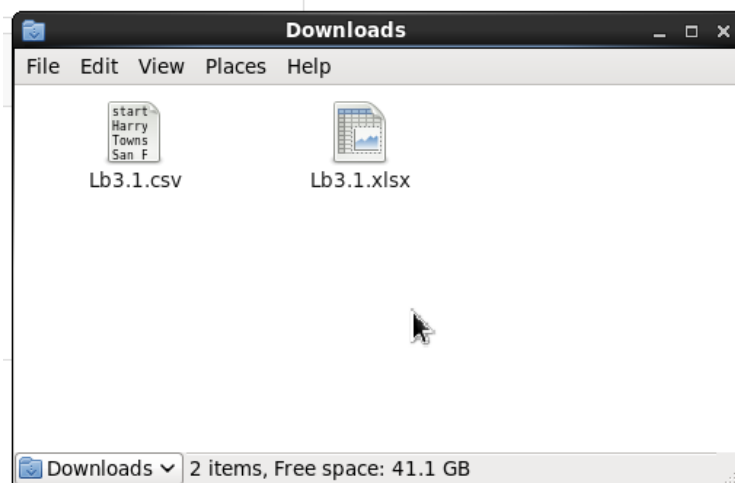 Downloads
File Edit View Places Help
start
Harry
Towns
San F
Lb3.1.csv
Lb3.1.xlsx
Downloads
2 items, Free space: 41.1 GB